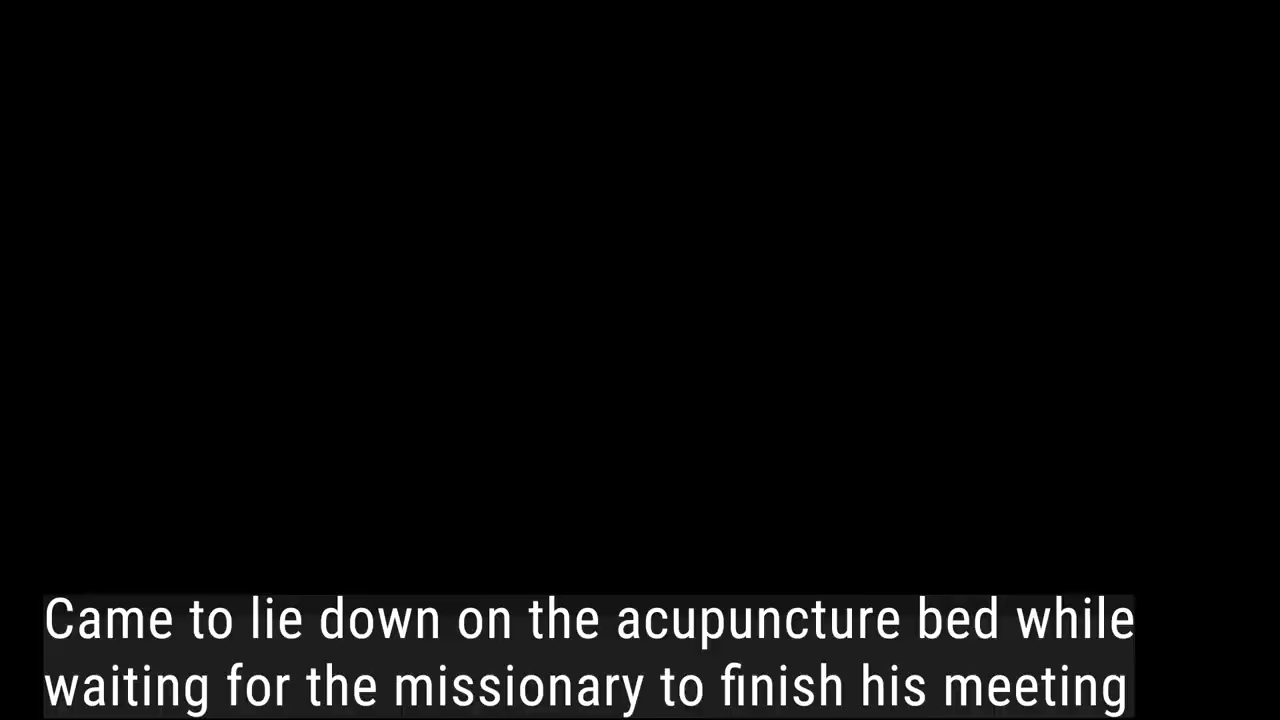 Came to lie down on the acupuncture bed while
waiting for the missionary to finish his meeting